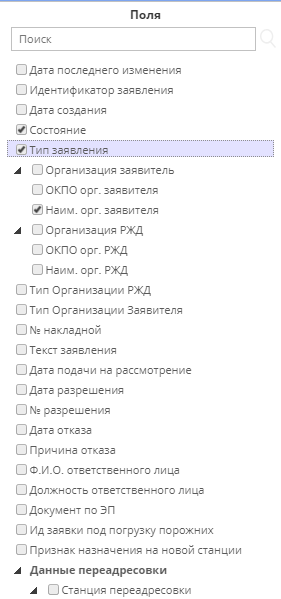 Поля
Поиск
Дата последнего изменения
Идентификатор заявления
Дата создания
Состояние
Тип заявления
Организация заявитель
ОКПО орг. заявителя
Наим. орг. заявителя
Организация РЖД
ОКПО орг. РЖД
Наим. орг. РЖД
Тип Организации РЖД
Тип Организации Заявителя
№ накладной
Текст заявления
Дата подачи на рассмотрение
Дата разрешения
№ разрешения
Дата отказа
Причина отказа
Ф.И.О. ответственного лица
Должность ответственного лица
Документ по ЭП
Ид заявки под погрузку порожних
Признак назначения на новой станции
Данные переадресовки
Станция переадресовки